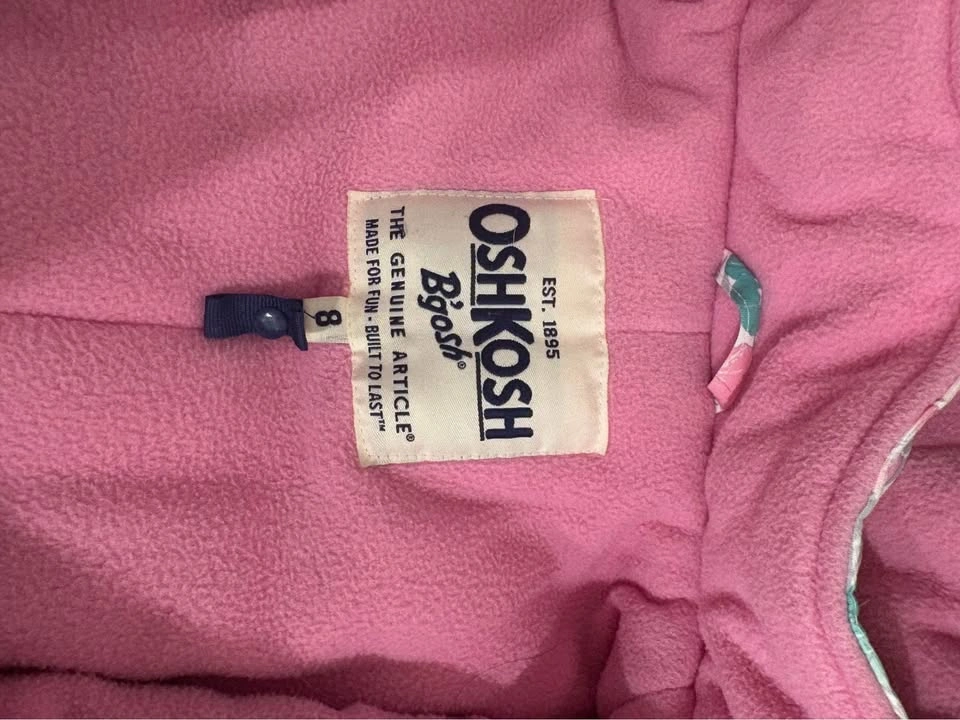 EST. 1895
OSHKOSH
B'gosh®
THE GENUINE ARTICLE®
MADE FOR FUN - BUILT TO LAST™
8